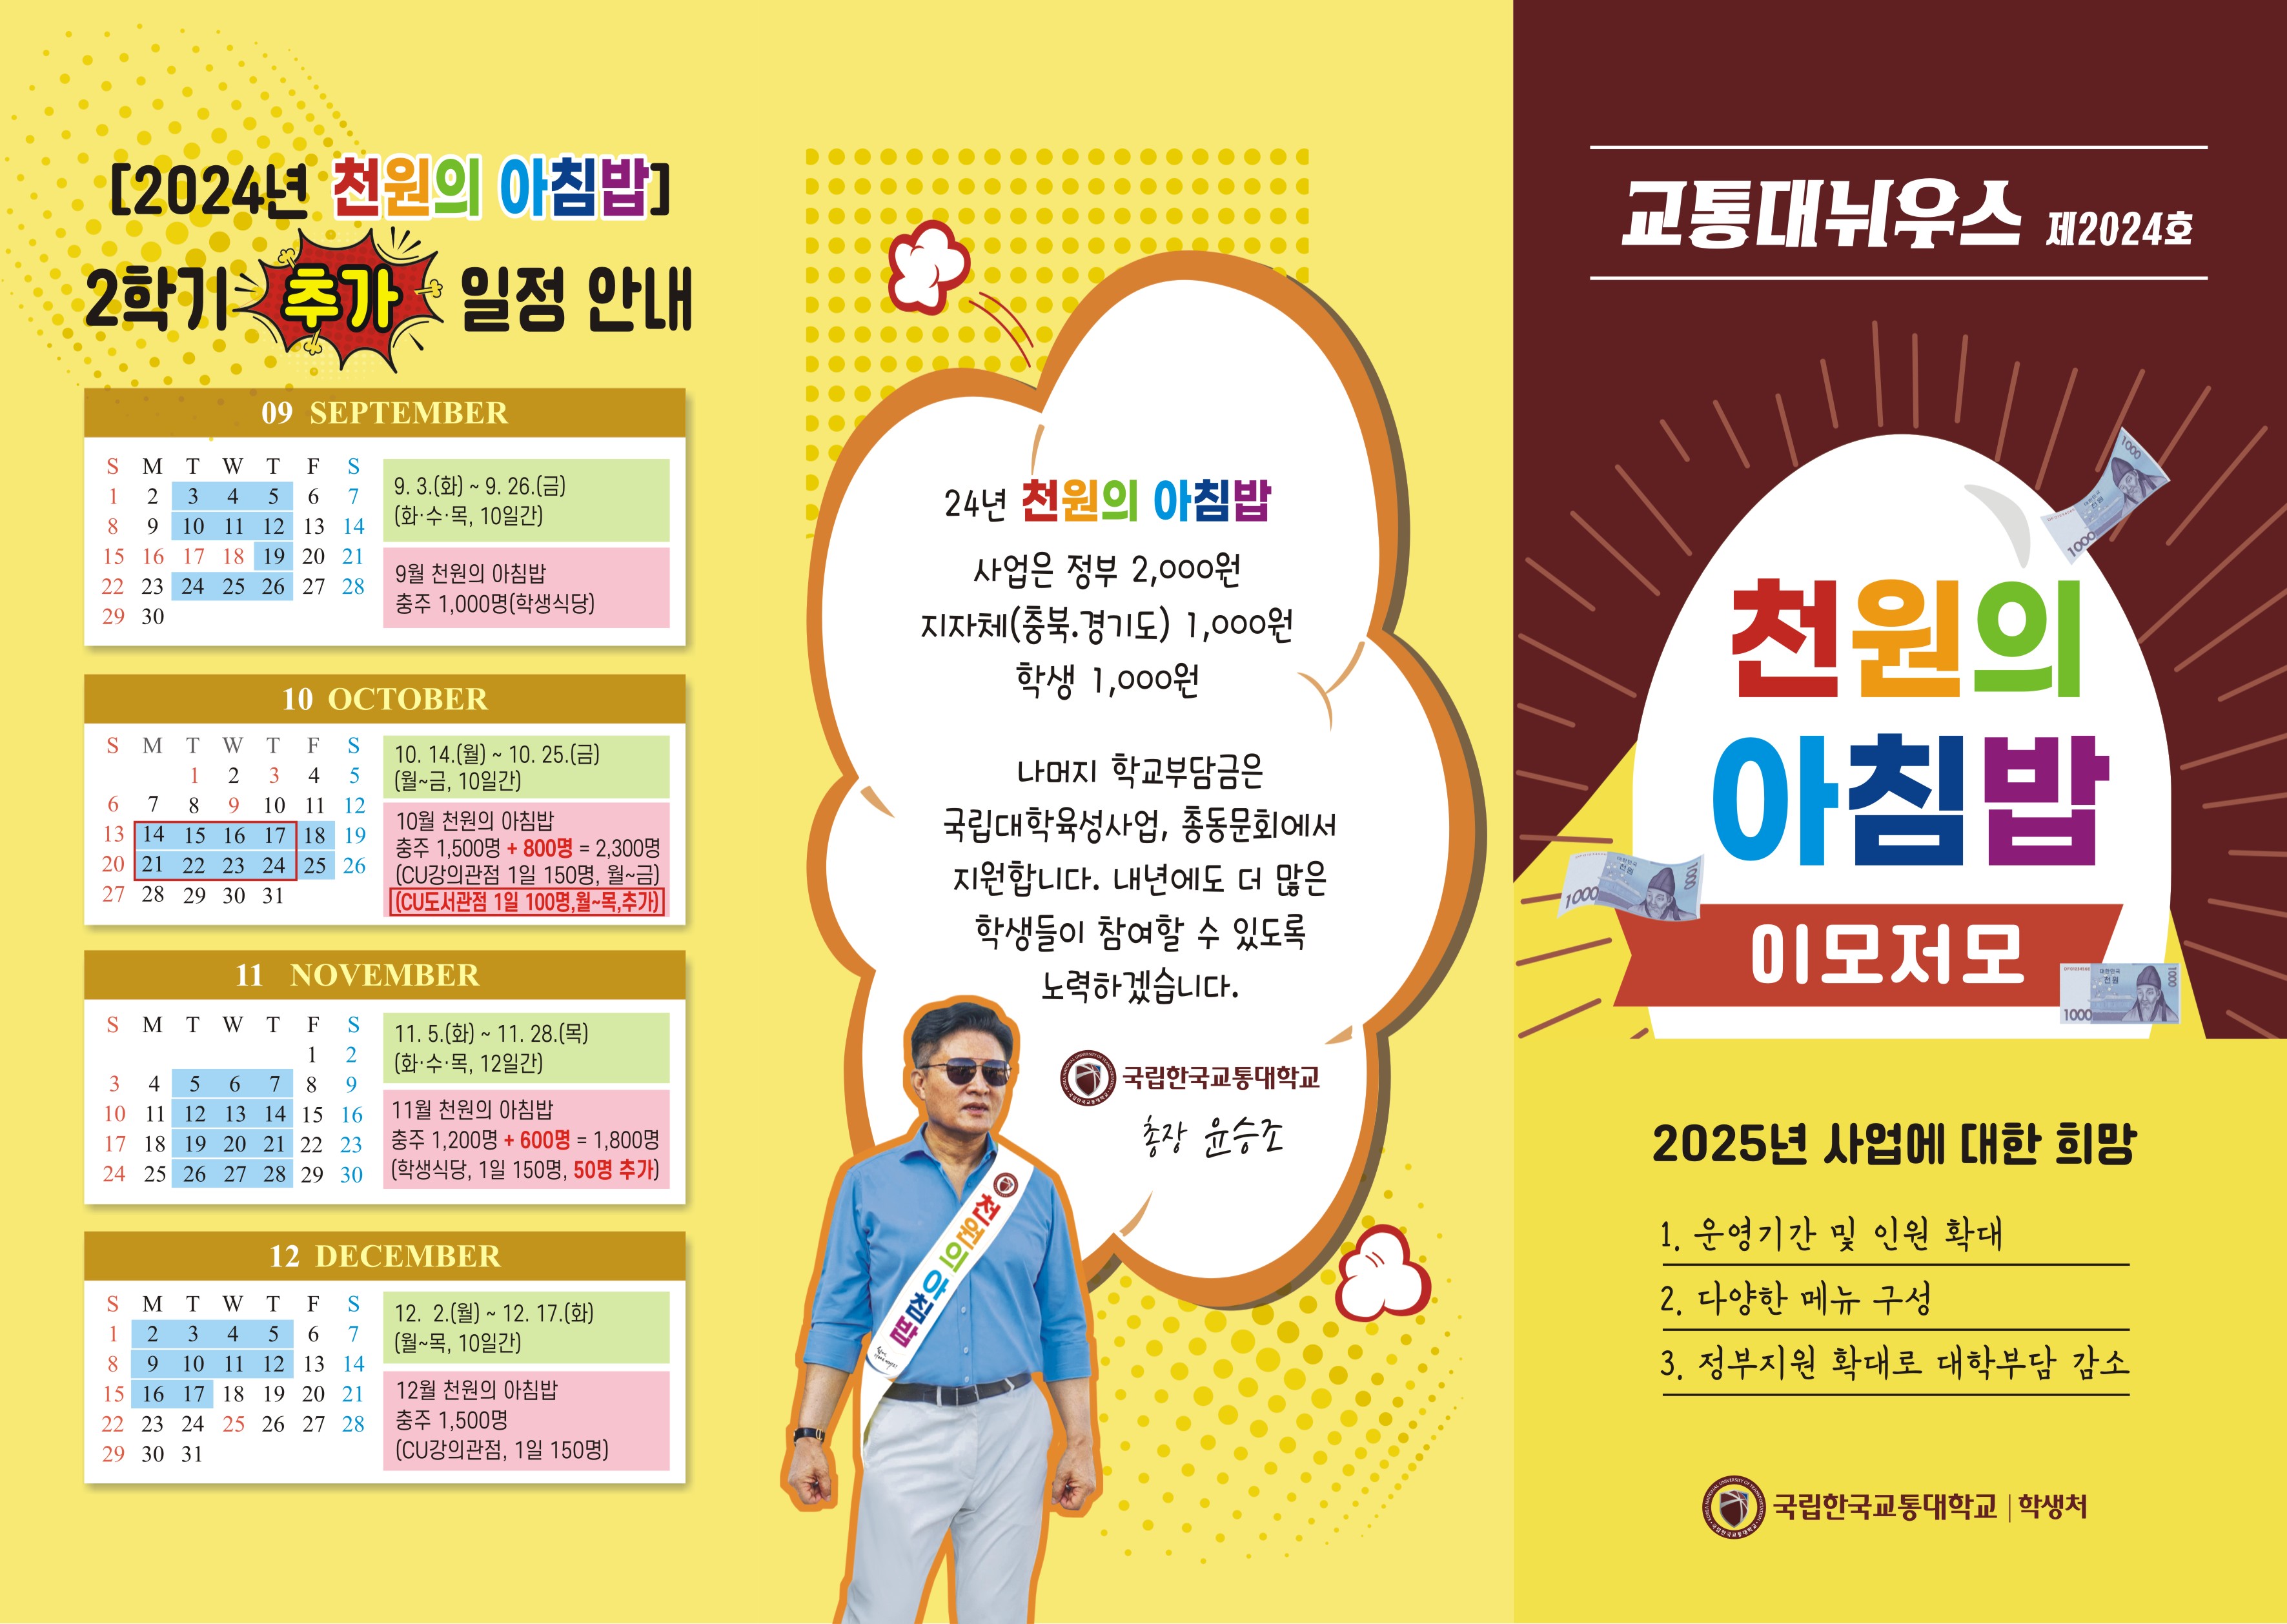 [2024년 천원의 아침밥]
2학기 추가 일정 안내
09 SEPTEMBER
S M T W T F S
1 2 3 4 5 6 7
8 9 10 11 12 13 14
15 16 17 18 19 20 21
22 23 24 25 26 27 28
29 30
9. 3.(화) ~ 9. 26.(금)
(화·수·목, 10일간)
9월 천원의 아침밥
충주 1,000명(학생식당)
10 OCTOBER
S M T W T F S
1 2 3 4 5
6 7 8 9 10 11 12
13 14 15 16 17 18 19
20 21 22 23 24 25 26
27 28 29 30 31
10. 14.(월) ~ 10. 25.(금)
(월~금, 10일간)
10월 천원의 아침밥
충주 1,500명 + 800명 = 2,300명
(CU강의관점 1일 150명, 월~금)
(CU도서관점 1일 100명,월~목,추가)
11 NOVEMBER
S M T W T F S
1 2
3 4 5 6 7 8 9
10 11 12 13 14 15 16
17 18 19 20 21 22 23
24 25 26 27 28 29 30
11. 5.(화) ~ 11. 28.(목)
(화·수·목, 12일간)
11월 천원의 아침밥
충주 1,200명 + 600명 = 1,800명
(학생식당, 1일 150명, 50명 추가)
12 DECEMBER
S M T W T F S
1 2 3 4 5 6 7
8 9 10 11 12 13 14
15 16 17 18 19 20 21
22 23 24 25 26 27 28
29 30 31
12. 2.(월) ~ 12. 17.(화)
(월~목, 10일간)
12월 천원의 아침밥
충주 1,500명
(CU강의관점, 1일 150명)
24년 천원의 아침밥
사업은 정부 2,000원
지자체(충북.경기도) 1,000원
학생 1,000원
나머지 학교부담금은
국립대학육성사업, 총동문회에서
지원합니다. 내년에도 더 많은
학생들이 참여할 수 있도록
노력하겠습니다.
국립한국교통대학교
총장 윤승조
천원의 아침밥
교통대뉘우스 제2024호
천원의
아침밥
이모저모
1000
1000
1000
2025년 사업에 대한 희망
1. 운영기간 및 인원 확대
2. 다양한 메뉴 구성
3. 정부지원 확대로 대학부담 감소
국립한국교통대학교 | 학생처